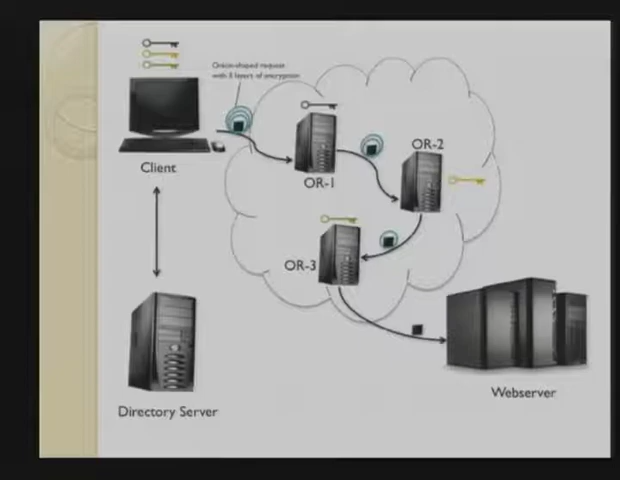 Onion-shaped request
with 3 layers of encryption
Client
OR-1
OR-2
OR-3
Webserver
Directory Server